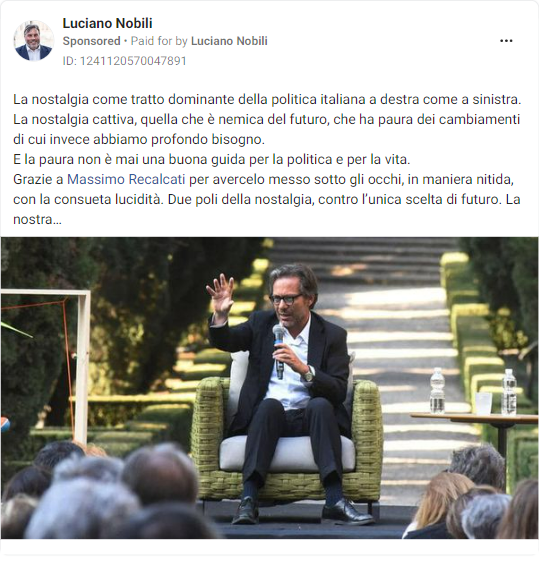 Luciano Nobili
Sponsored • Paid for by Luciano Nobili
ID: 1241120570047891
La nostalgia come tratto dominante della politica italiana a destra come a sinistra.
La nostalgia cattiva, quella che è nemica del futuro, che ha paura dei cambiamenti
di cui invece abbiamo profondo bisogno.
E la paura non è mai una buona guida per la politica e per la vita.
Grazie a Massimo Recalcati per avercelo messo sotto gli occhi, in maniera nitida,
con la consueta lucidità. Due poli della nostalgia, contro l’unica scelta di futuro. La
nostra…